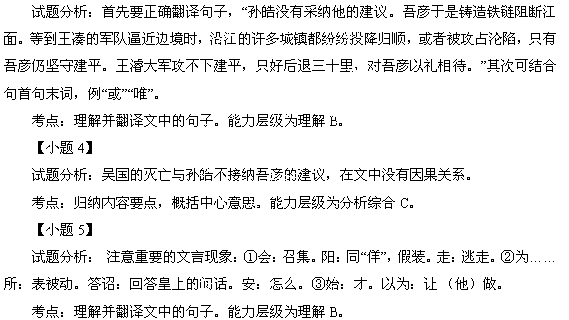 试题分析：首先要正确翻译句子，“孙皓没有采纳他的建议。吾彦于是铸造铁链阻断江
面。等到王凑的军队逼近边境时，沿江的许多城镇都纷纷投降归顺，或者被攻占沦陷，只有
吾彦仍坚守建平。王濬大军攻不下建平，只好后退三十里，对吾彦以礼相待。”其次可结合
句首句末词，例“或”“唯”。
考点：理解并翻译文中的句子。能力层级为理解 B。
【小题4】
试题分析：吴国的灭亡与孙皓不接纳吾彦的建议，在文中没有因果关系。
考点：归纳内容要点，概括中心意思。能力层级为分析综合 C。
【小题5】
试题分析： 注意重要的文言现象：①会：召集。阳：同“佯”，假装。走：逃走。②为……
所：表被动。答诏：回答皇上的问话。安：怎么。③始：才。以为：让 （他）做。
考点：理解并翻译文中的句子。能力层级为理解 B。